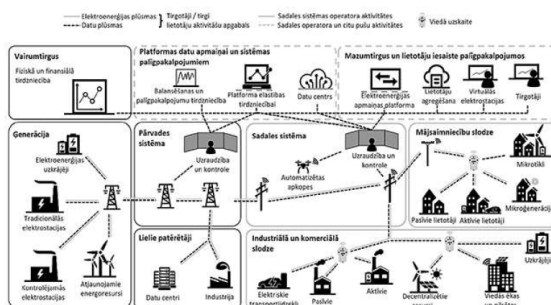 Elektroenerģijas plūsmas
Datu plūsmas
Tirgotāji / tirgi
lietotāju aktivitāšu apgabals
Sadales sistēmas operatora aktivitātes
Sadales operatora un citu pušu aktivitātes
Viedā uzskaite
Vairumtirgus
Fiziskā un finansiālā
tirdzniecība
Platformas datu apmaiņai un sistēmas
palīgpakalpojumiem
Balansēšanas un
palīgpakalpojumu tirdzniecība
Platforma elastības
tirdzniecībai
Datu centrs
Mazumtirgus un lietotāju iesaiste palīgpakalpojumos
Elektroenerģijas
apmaiņas platforma
Lietotāju
agregēšana
Virtuālās
elektrostacijas
Tirgotāji
Ģenerācija
Elektroenerģijas
uzkrājēji
Tradicionālās
elektrostacijas
Kontrolējamās
elektrostacijas
Atjaunojamie
energoresursi
Pārvades
sistēma
Uzraudzība
un kontrole
Sadales sistēma
Automatizētas
apkopes
Uzraudzība un
kontrole
Mājsaimniecību slodze
Mikrotīkli
Pasīvie lietotāji
Aktīvie lietotāji
Mikroģenerācija
Lielie patērētāji
Datu centri
Industrija
Industriālā un komerciālā
slodze
Elektriskie
Pasīvie
Aktīvie
Decentralizētie
Viedās ēkas
Uzkrājēji